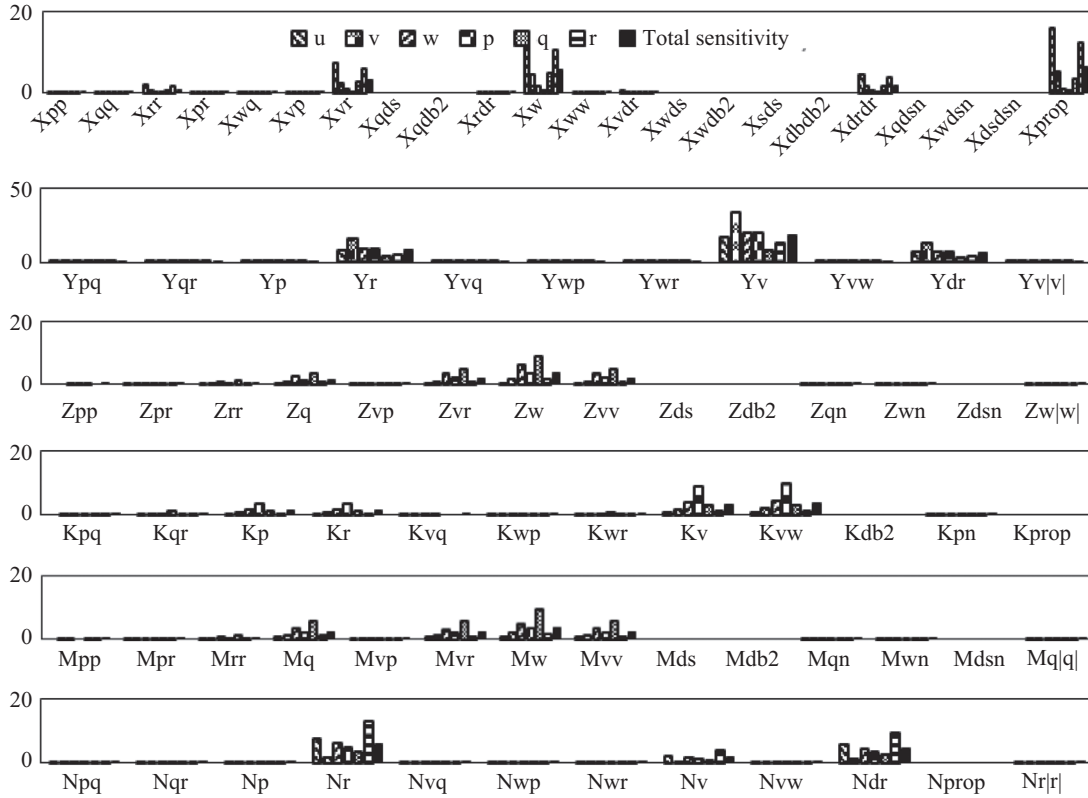 20
u v w p q r Total sensitivity
0
Xpp Xqq Xrr Xpr Xwq Xvp Xvr Xqds Xqdb2 Xrdr Xw Xww Xvdr Xwds Xwdb2 Xsds Xdbdb2 Xdrdr Xqdsn Xwdsn Xdsdsn Xprop
50
0
Ypq Yqr Yp Yr Yvq Ywp Ywr Yv Yvw Ydr Yv|v|
20
0
Zpp Zpr Zrr Zq Zvp Zvr Zw Zvv Zds Zdb2 Zqn Zwn Zdsn Zw|w|
20
0
Kpq Kqr Kp Kr Kvq Kwp Kwr Kv Kvw Kdb2 Kpn Kprop
20
0
Mpp Mpr Mrr Mq Mvp Mvr Mw Mvv Mds Mdb2 Mqn Mwn Mdsn Mq|q|
20
0
Npq Nqr Np Nr Nvq Nwp Nwr Nv Nvw Ndr Nprop Nr|r|